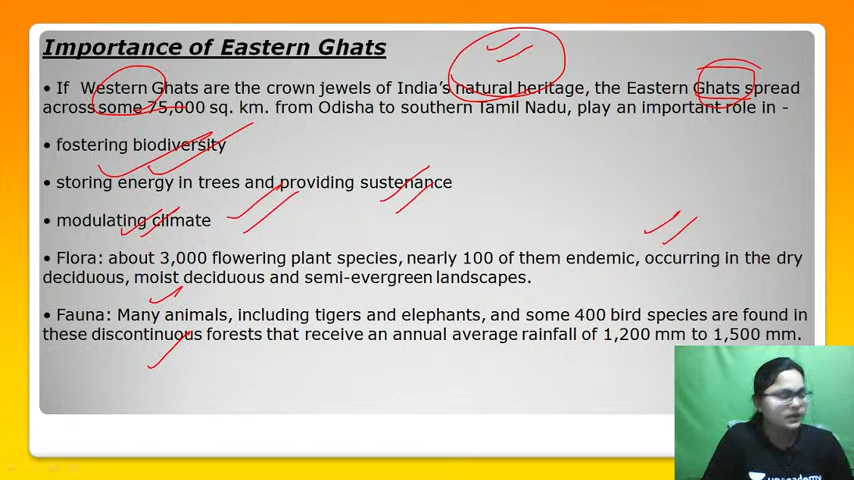 Importance of Eastern Ghats
• If Western Ghats are the crown jewels of India's natural heritage, the Eastern Ghats spread
across some 75,000 sq. km. from Odisha to southern Tamil Nadu, play an important role in -
• fostering biodiversity
• storing energy in trees and providing sustenance
• modulating climate
• Flora: about 3,000 flowering plant species, nearly 100 of them endemic, occurring in the dry
deciduous, moist deciduous and semi-evergreen landscapes.
• Fauna: Many animals, including tigers and elephants, and some 400 bird species are found in
these discontinuous forests that receive an annual average rainfall of 1,200 mm to 1,500 mm.
unacademy